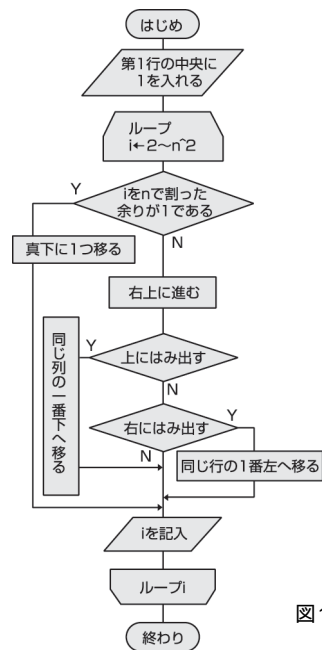 はじめ
第1行の中央に
1を入れる
ループ
i←2～n^2
iをnで割った
余りが1である
Y
N
真下に1つ移る
右上に進む
上にはみ出す
Y
N
同じ列の一番下へ移る
右にはみ出す
Y
N
同じ行の1番左へ移る
iを記入
ループi
終わり